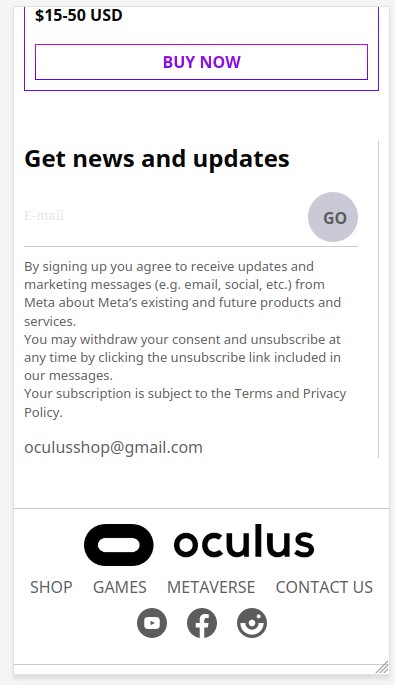 $15-50 USD
BUY NOW
Get news and updates
E-mail
GO
By signing up you agree to receive updates and
marketing messages (e.g. email, social, etc.) from
Meta about Meta’s existing and future products and
services.
You may withdraw your consent and unsubscribe at
any time by clicking the unsubscribe link included in
our messages.
Your subscription is subject to the Terms and Privacy
Policy.
oculusshop@gmail.com
oculus
SHOP GAMES METAVERSE CONTACT US